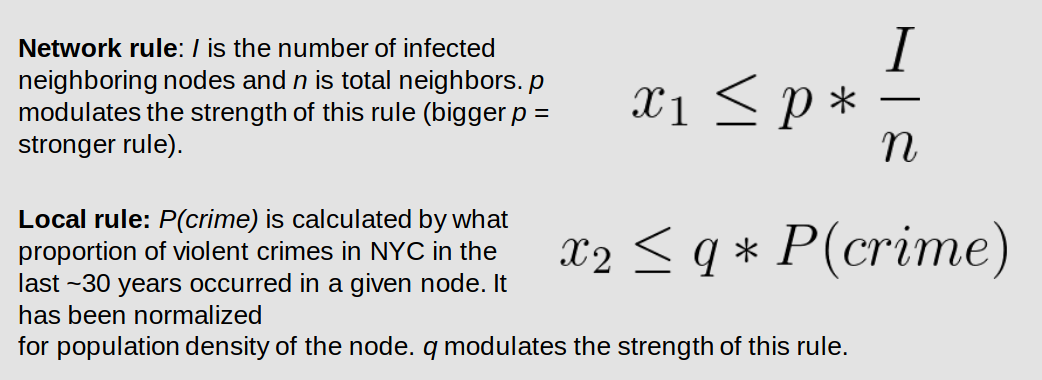 Network rule: I is the number of infected
neighboring nodes and n is total neighbors. p
modulates the strength of this rule (bigger p =
stronger rule).
x₁ ≤ p * I/n
Local rule: P(crime) is calculated by what
proportion of violent crimes in NYC in the
last ~30 years occurred in a given node. It
has been normalized
for population density of the node. q modulates the strength of this rule.
x₂ ≤ q * P(crime)